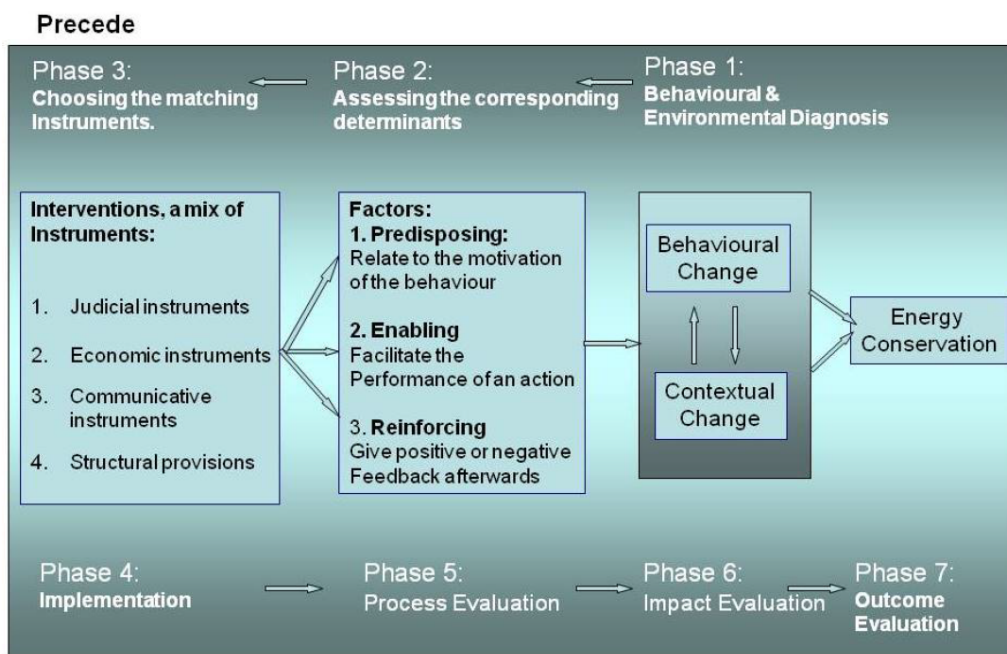 Precede
Phase 3:
Choosing the matching
Instruments.
Phase 2:
Assessing the corresponding
determinants
Phase 1:
Behavioural &
Environmental Diagnosis
Interventions, a mix of
Instruments:
1. Judicial instruments
2. Economic instruments
3. Communicative
instruments
4. Structural provisions
Factors:
1. Predisposing:
Relate to the motivation
of the behaviour
2. Enabling
Facilitate the
Performance of an action
3. Reinforcing
Give positive or negative
Feedback afterwards
Behavioural
Change
Contextual
Change
Energy
Conservation
Phase 4:
Implementation
Phase 5:
Process Evaluation
Phase 6:
Impact Evaluation
Phase 7:
Outcome
Evaluation